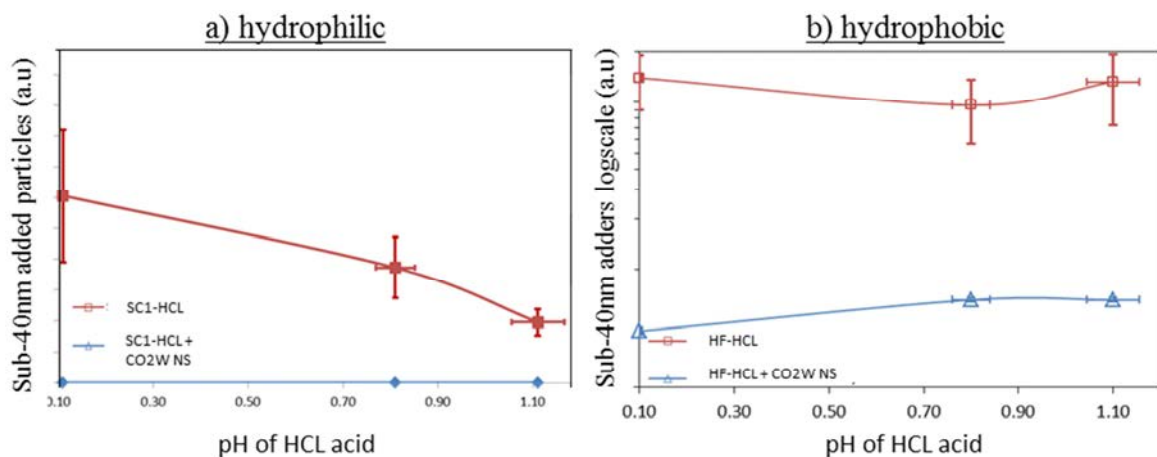 a) hydrophilic
Sub-40nm added particles (a.u)
SC1-HCL
SC1-HCL +
CO2W NS
0.10 0.30 0.50 0.70 0.90 1.10
pH of HCL acid
b) hydrophobic
Sub-40nm adders logscale (a.u)
HF-HCL
HF-HCL + CO2W NS
0.10 0.30 0.50 0.70 0.90 1.10
pH of HCL acid